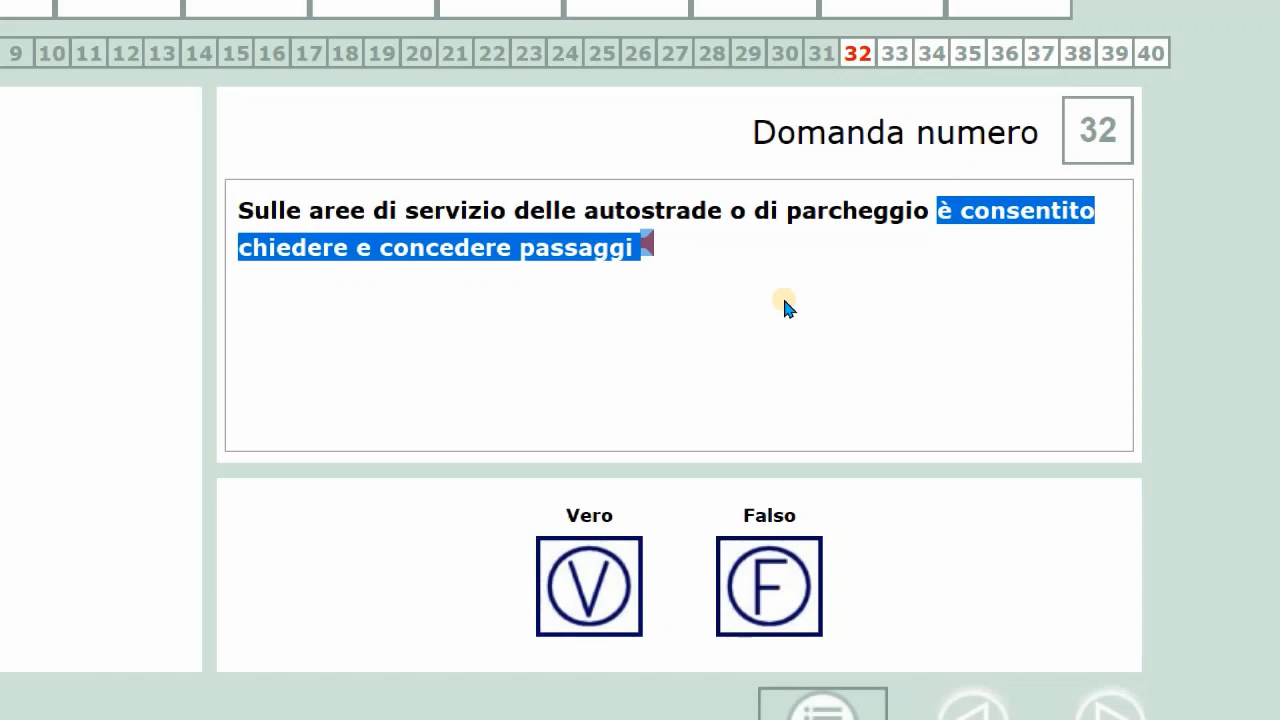 9 10 11 12 13 14 15 16 17 18 19 20 21 22 23 24 25 26 27 28 29 30 31 32 33 34 35 36 37 38 39 40
Domanda numero 32
Sulle aree di servizio delle autostrade o di parcheggio è consentito
chiedere e concedere passaggi
Vero Falso
V F